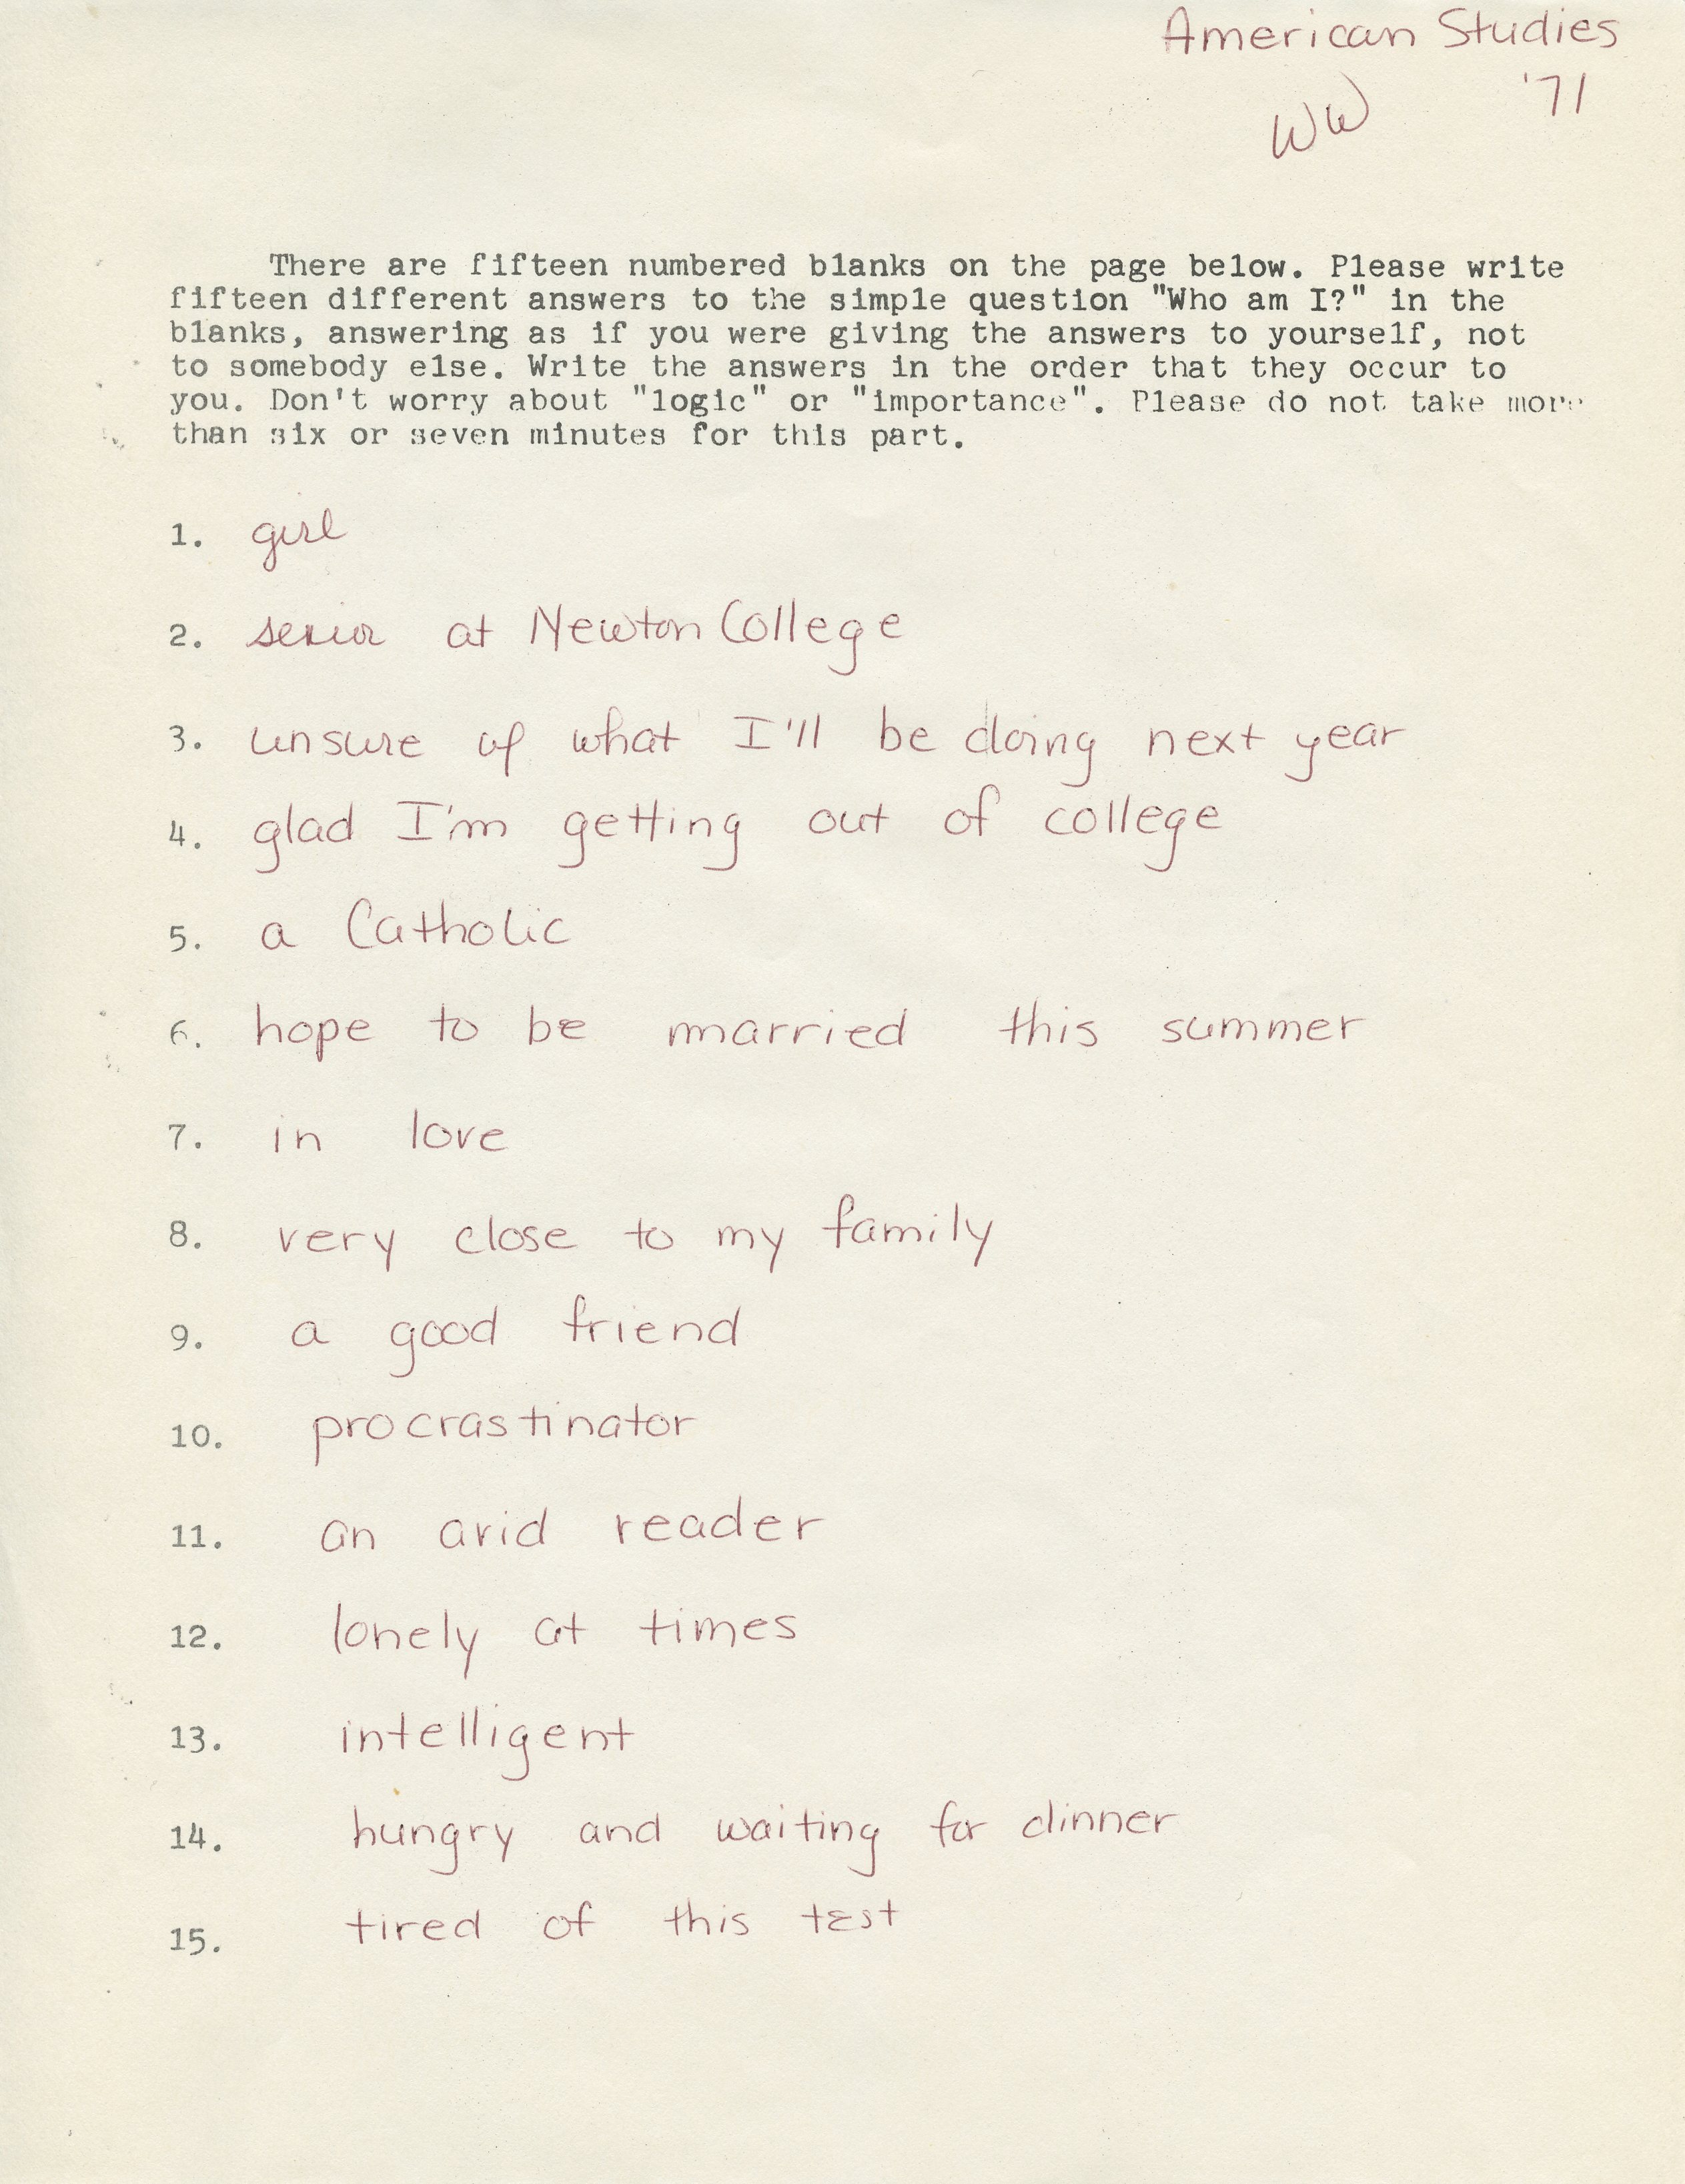 American Studies
WW '71
There are fifteen numbered blanks on the page below. Please write
fifteen different answers to the simple question "Who am I?" in the
blanks, answering as if you were giving the answers to yourself, not
to somebody else. Write the answers in the order that they occur to
you. Don't worry about "logic" or "importance". Please do not take more
than six or seven minutes for this part.
1. girl
2. senior at Newton College
3. unsure of what I'll be doing next year
4. glad I'm getting out of college
5. a Catholic
6. hope to be married this summer
7. in love
8. very close to my family
9. a good friend
10. procrastinator
11. an avid reader
12. lonely at times
13. intelligent
14. hungry and waiting for dinner
15. tired of this test